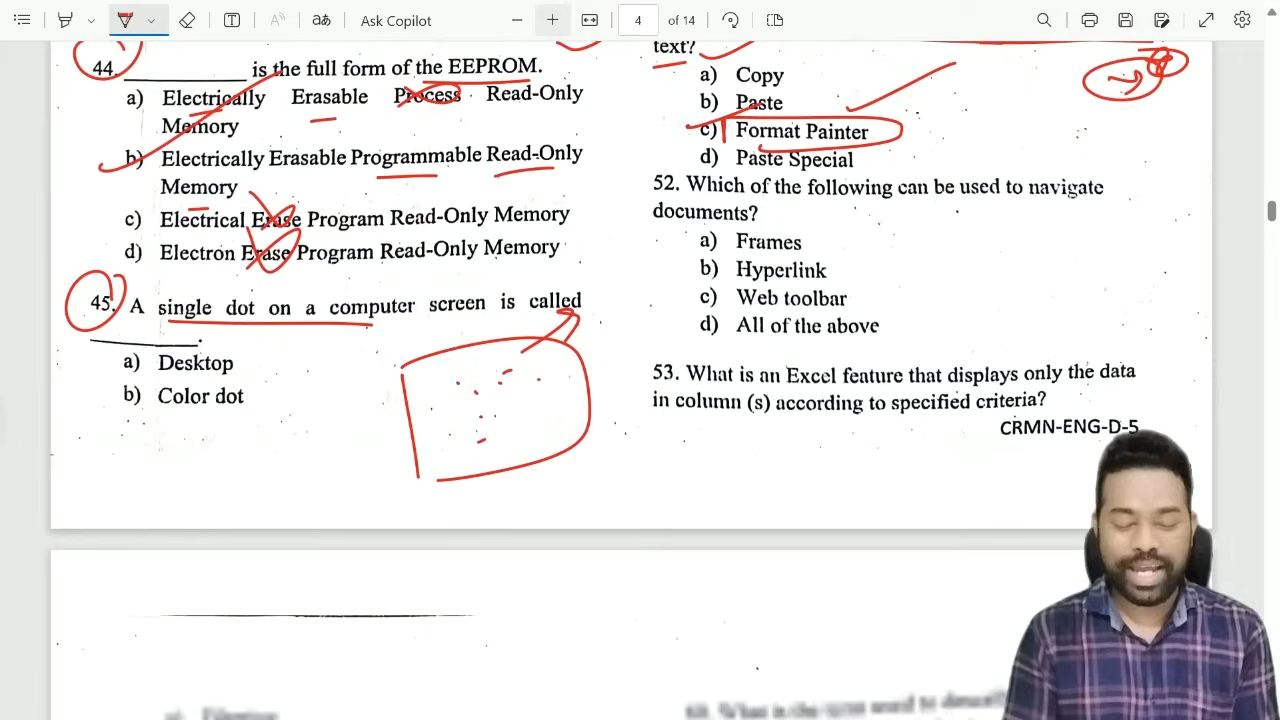 Ask Copilot
4 of 14
44. __________ is the full form of the EEPROM.
a) Electrically Erasable Process Read-Only
Memory
b) Electrically Erasable Programmable Read-Only
Memory
c) Electrical Erase Program Read-Only Memory
d) Electron Erase Program Read-Only Memory
45. A single dot on a computer screen is called
__________.
a) Desktop
b) Color dot
text?
a) Copy
b) Paste
c) Format Painter
d) Paste Special
52. Which of the following can be used to navigate
documents?
a) Frames
b) Hyperlink
c) Web toolbar
d) All of the above
53. What is an Excel feature that displays only the data
in column (s) according to specified criteria?
CRMN-ENG-D-5